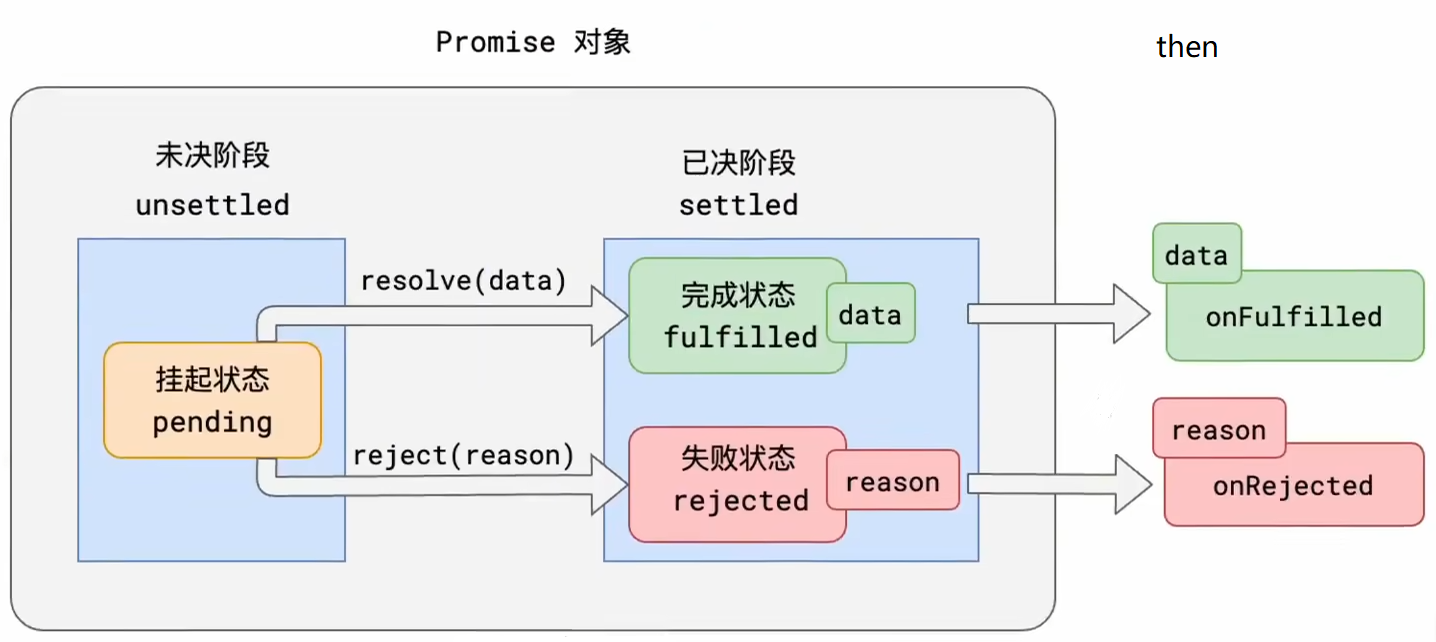 Promise 对象
then
未决阶段
unsettled
已决阶段
settled
resolve(data)
完成状态
fulfilled
data
data
onFulfilled
挂起状态
pending
reject(reason)
失败状态
rejected
reason
reason
onRejected